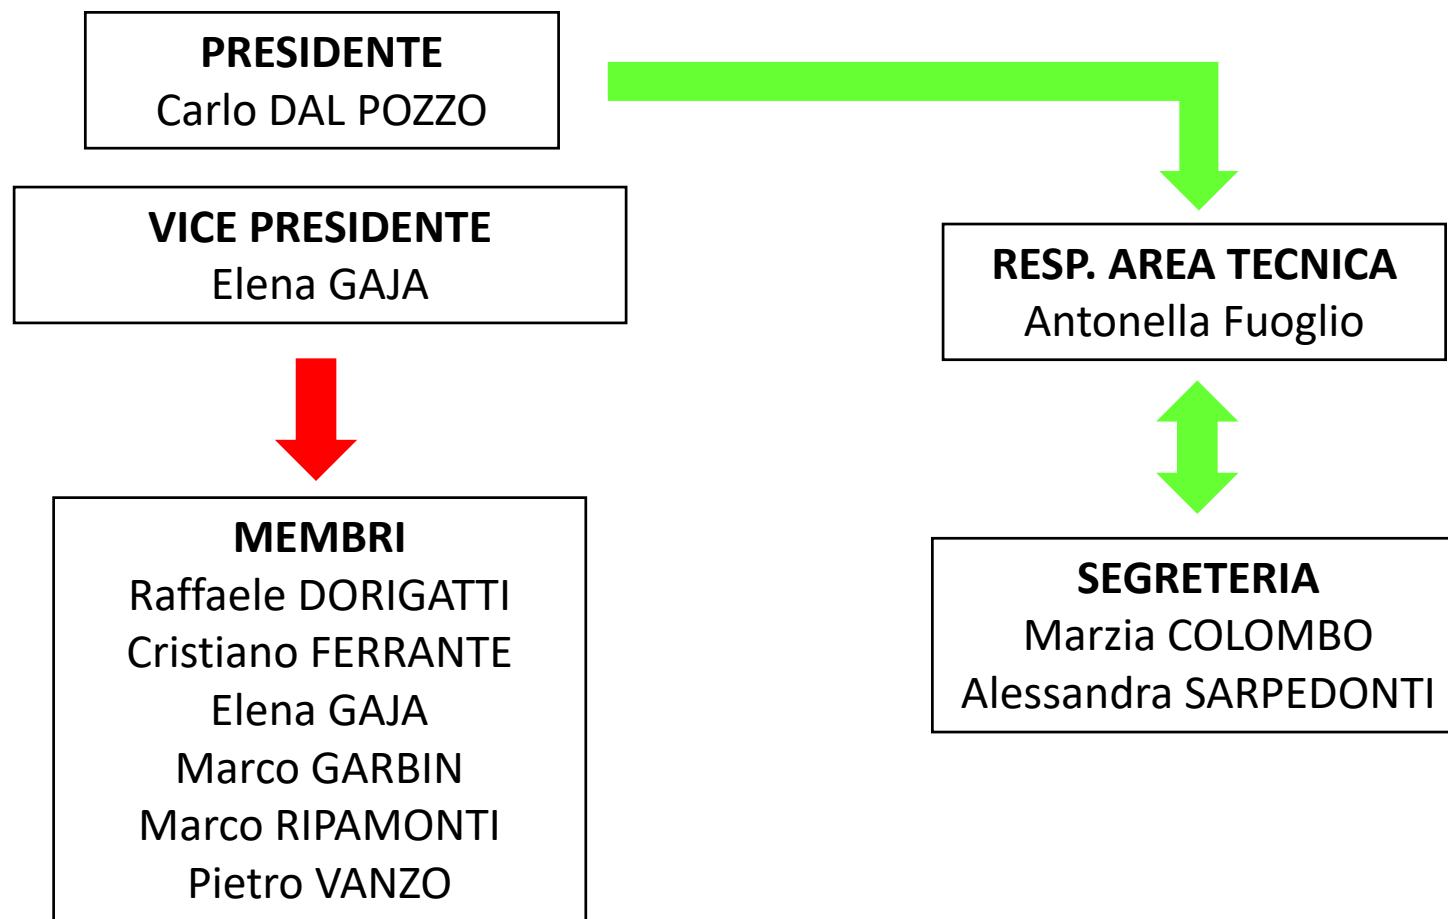 PRESIDENTE
Carlo DAL POZZO
VICE PRESIDENTE
Elena GAJA
MEMBRI
Raffaele DORIGATTI
Cristiano FERRANTE
Elena GAJA
Marco GARBIN
Marco RIPAMONTI
Pietro VANZO
RESP. AREA TECNICA
Antonella Fuoglio
SEGRETERIA
Marzia COLOMBO
Alessandra SARPEDONTI